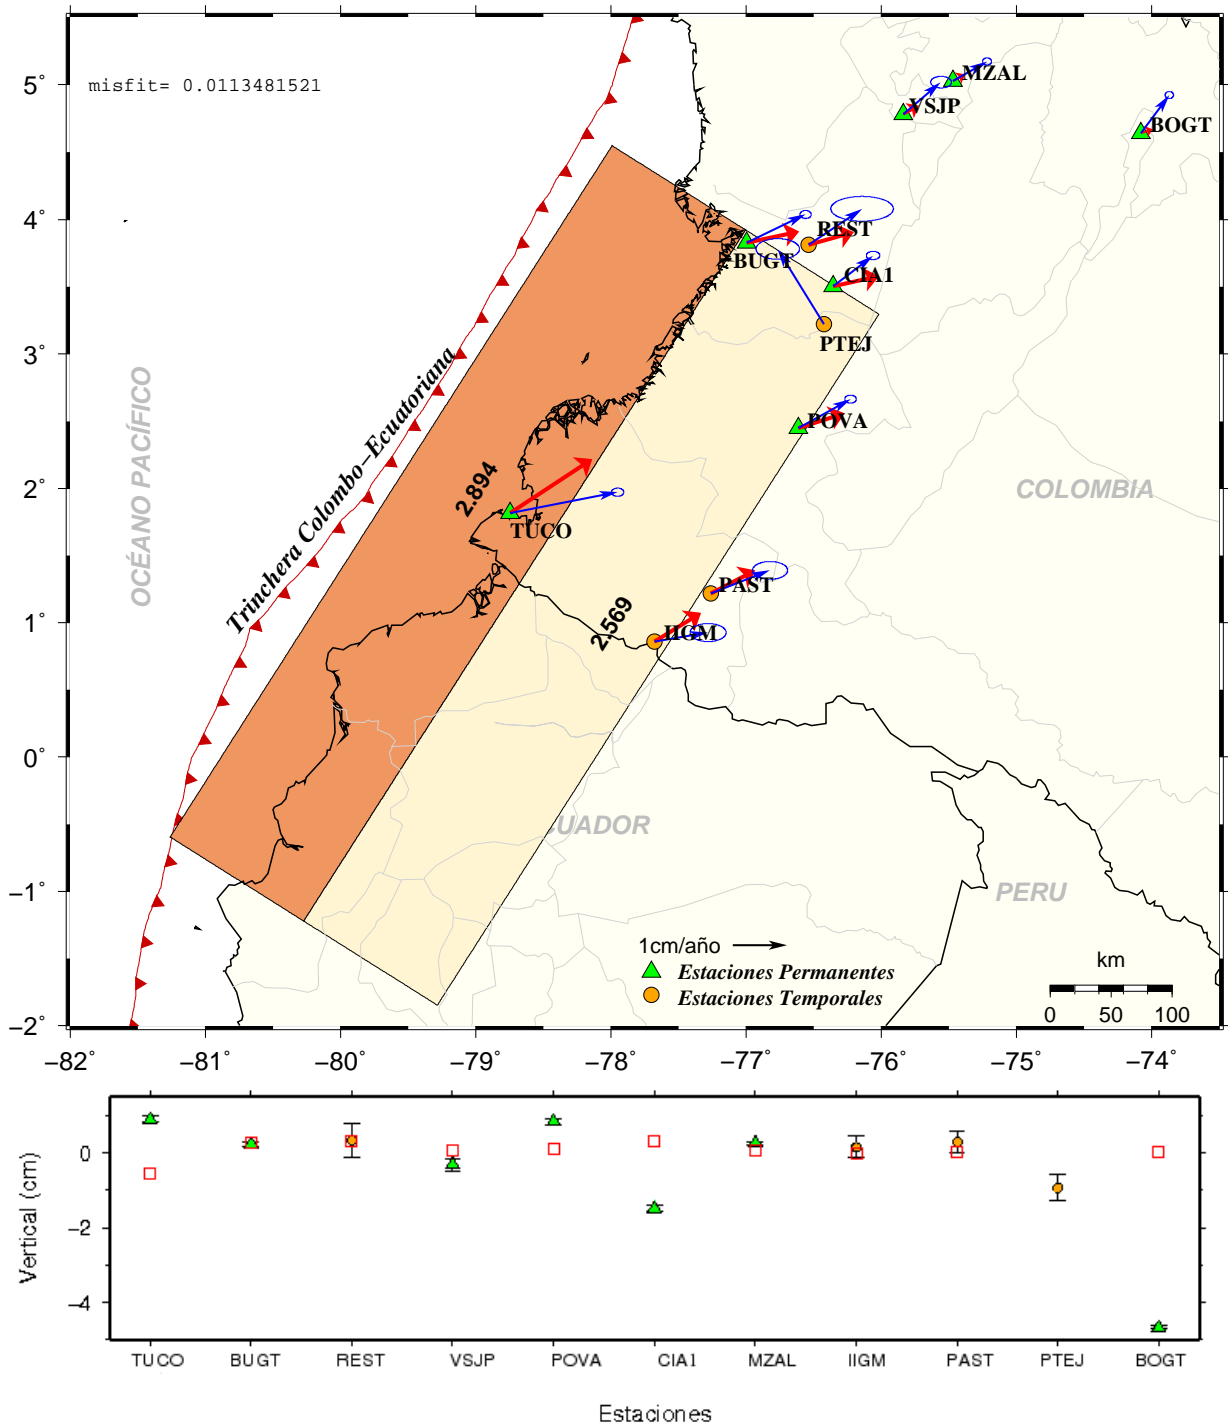 misfit= 0.0113481521
5˚
4˚
3˚
2˚
1˚
0˚
−1˚
−2˚
−82˚ −81˚ −80˚ −79˚ −78˚ −77˚ −76˚ −75˚ −74˚
MZAL
VSJP
BOGT
REST
BUGT
CIA1
PTEJ
POVA
TUCO
PAST
IIGM
OCÉANO PACÍFICO
Trinchera Colombo−Ecuatoriana
2.894
2.569
COLOMBIA
CUADOR
PERU
1cm/año
Estaciones Permanentes
Estaciones Temporales
km
0 50 100
Vertical (cm)
0
−2
−4
TUCO BUGT REST VSJP POVA CIA1 MZAL IIGM PAST PTEJ BOGT
Estaciones